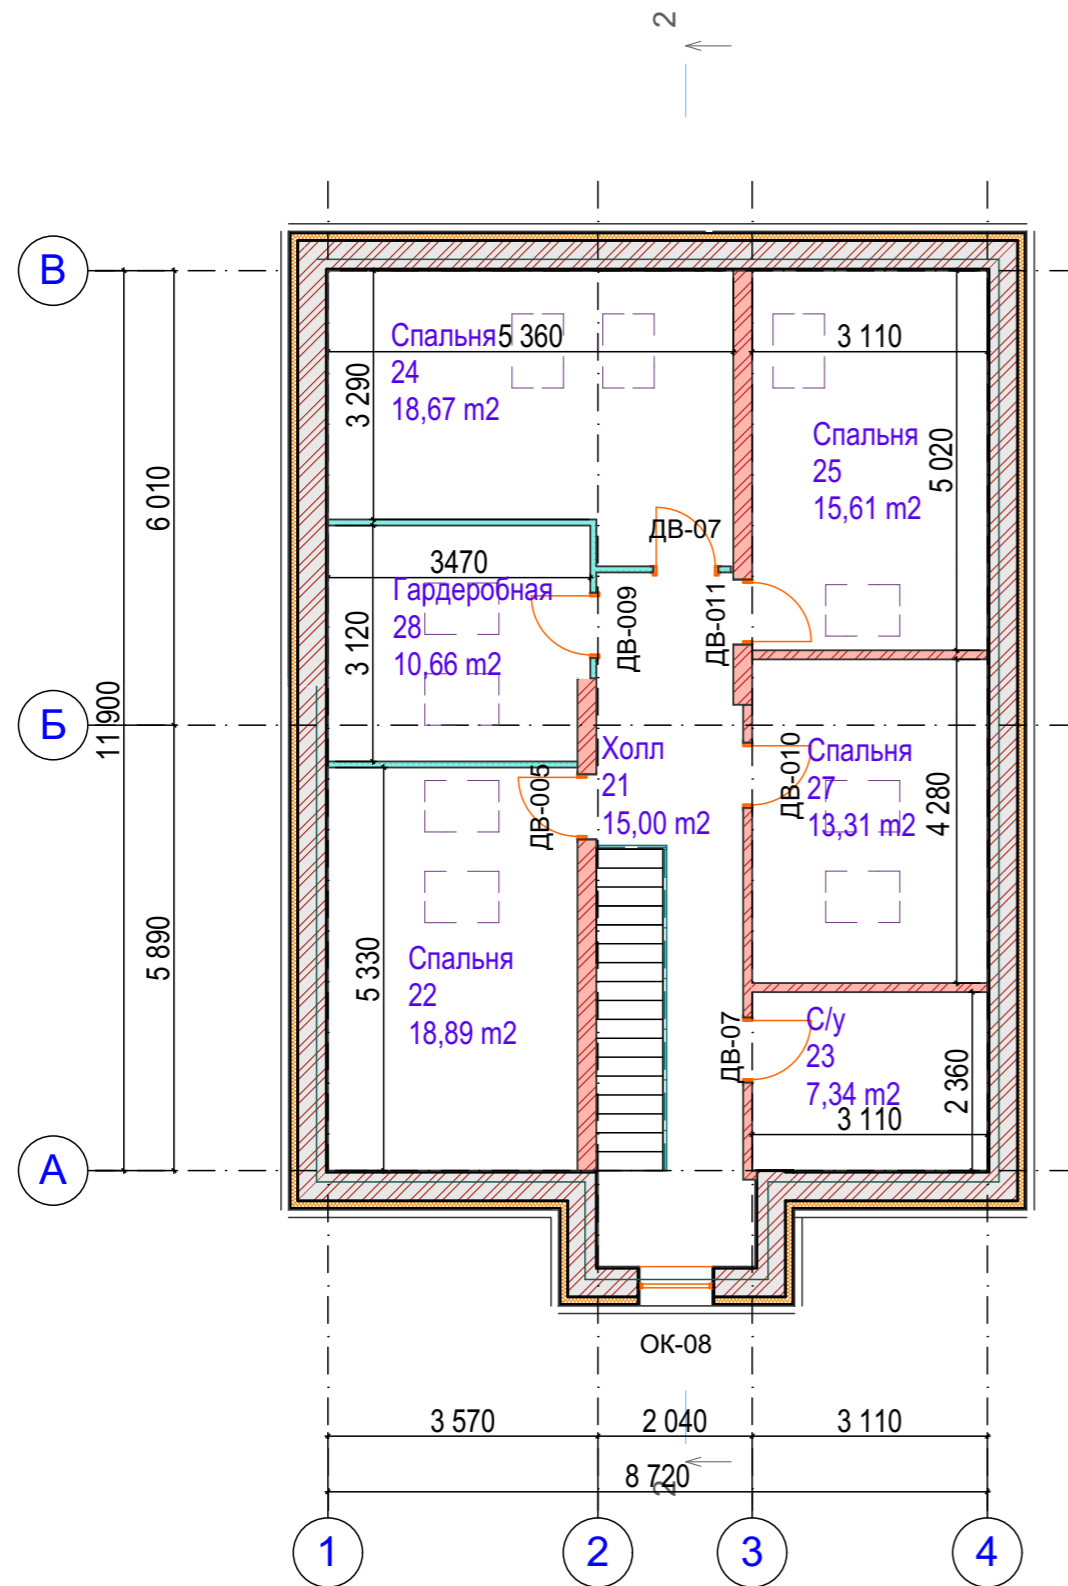 2
В
Спальня
24
18,67 m2
5 360
3 110
3 290
Спальня
25
15,61 m2
5 020
6 010
ДВ-07
3470
Гардеробная
28
10,66 m2
3 120
ДВ-009
ДВ-011
11 900
Б
Холл
21
15,00 m2
ДВ-005
ДВ-010
Спальня
27
13,31 m2
4 280
5 890
5 330
Спальня
22
18,89 m2
ДВ-07
С/у
23
7,34 m2
3 110
2 360
А
ОК-08
3 570
2 040
3 110
8 720
2
1
2
3
4